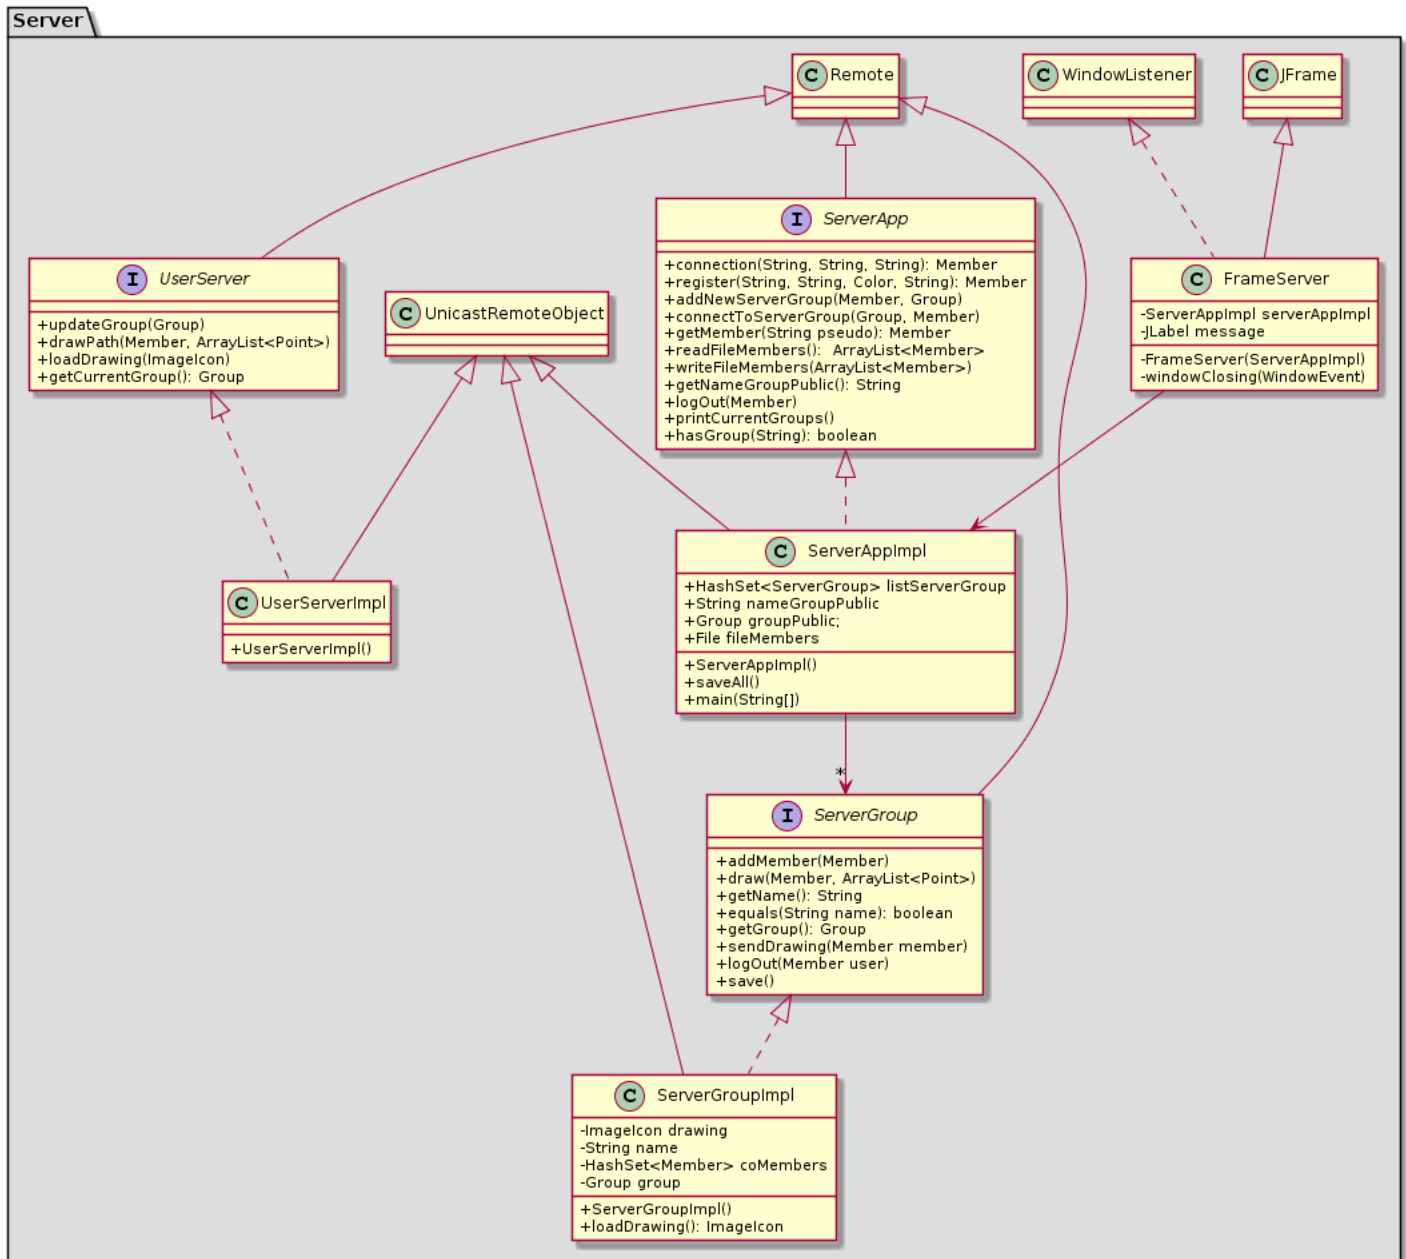 Server
C Remote
C WindowListener
C JFrame
I ServerApp
+connection(String, String, String): Member
+register(String, String, Color, String): Member
+addNewServerGroup(Member, Group)
+connectToServerGroup(Group, Member)
+getMember(String pseudo): Member
+readFileMembers():  ArrayList<Member>
+writeFileMembers(ArrayList<Member>)
+getNameGroupPublic(): String
+logOut(Member)
+printCurrentGroups()
+hasGroup(String): boolean
I UserServer
+updateGroup(Group)
+drawPath(Member, ArrayList<Point>)
+loadDrawing(ImageIcon)
+getCurrentGroup(): Group
C UnicastRemoteObject
C FrameServer
-ServerAppImpl serverAppImpl
-JLabel message
-FrameServer(ServerAppImpl)
-windowClosing(WindowEvent)
C UserServerImpl
+UserServerImpl()
C ServerAppImpl
+HashSet<ServerGroup> listServerGroup
+String nameGroupPublic
+Group groupPublic;
+File fileMembers
+ServerAppImpl()
+saveAll()
+main(String[])
*
I ServerGroup
+addMember(Member)
+draw(Member, ArrayList<Point>)
+getName(): String
+equals(String name): boolean
+getGroup(): Group
+sendDrawing(Member member)
+logOut(Member user)
+save()
C ServerGroupImpl
-ImageIcon drawing
-String name
-HashSet<Member> coMembers
-Group group
+ServerGroupImpl()
+loadDrawing(): ImageIcon